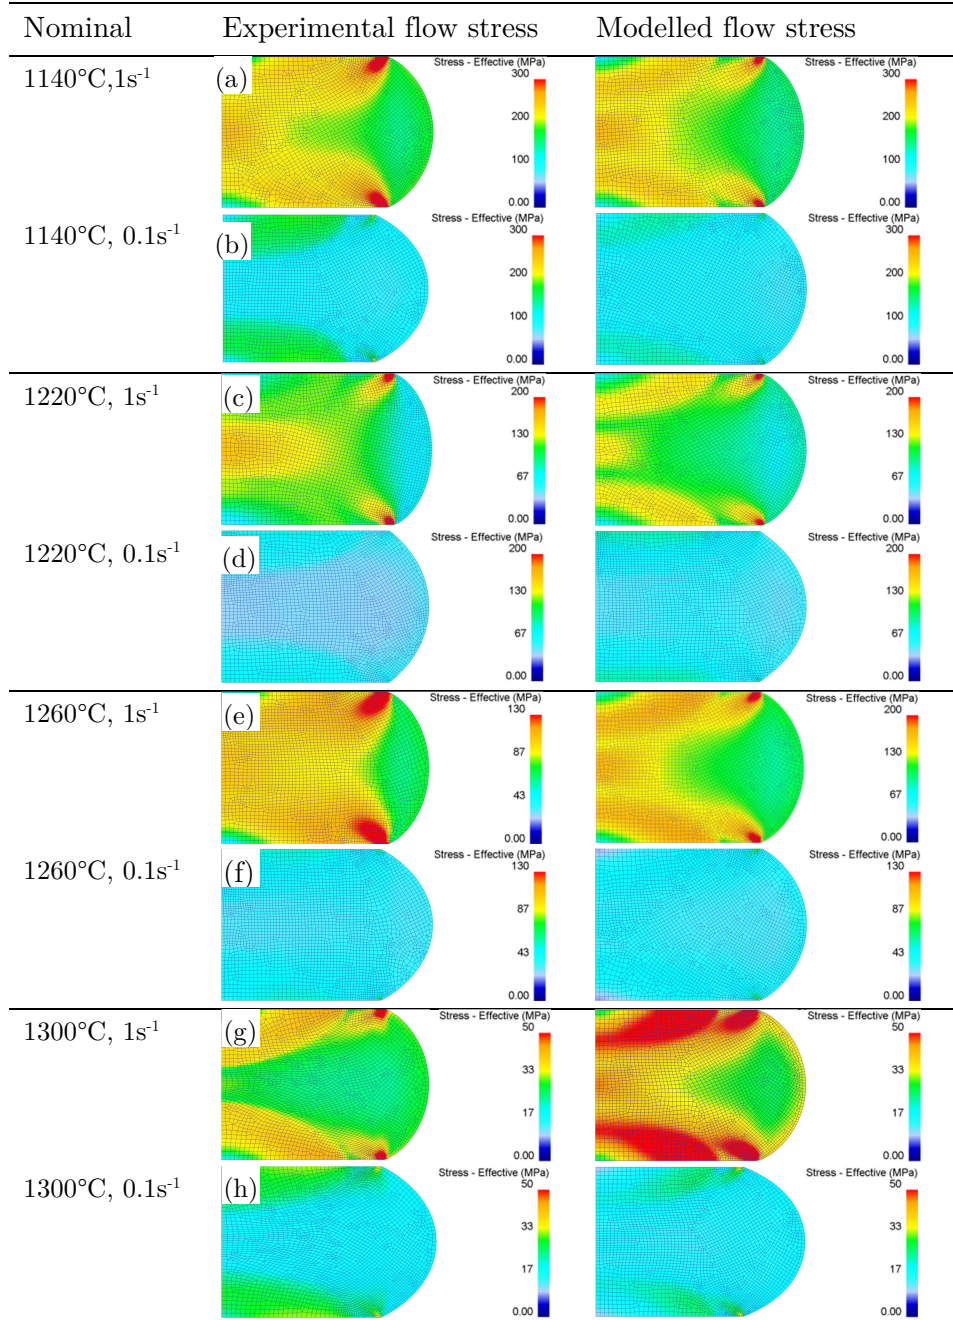 Nominal Experimental flow stress Modelled flow stress
1140°C,1s-1
(a)
Stress - Effective (MPa)
300
200
100
0.00
Stress - Effective (MPa)
300
200
100
0.00
1140°C, 0.1s-1
(b)
Stress - Effective (MPa)
300
200
100
0.00
Stress - Effective (MPa)
300
200
100
0.00
1220°C, 1s-1
(c)
Stress - Effective (MPa)
200
130
67
0.00
Stress - Effective (MPa)
200
130
67
0.00
1220°C, 0.1s-1
(d)
Stress - Effective (MPa)
200
130
67
0.00
Stress - Effective (MPa)
200
130
67
0.00
1260°C, 1s-1
(e)
Stress - Effective (MPa)
130
87
43
0.00
Stress - Effective (MPa)
200
130
67
0.00
1260°C, 0.1s-1
(f)
Stress - Effective (MPa)
130
87
43
0.00
Stress - Effective (MPa)
130
87
43
0.00
1300°C, 1s-1
(g)
Stress - Effective (MPa)
50
33
17
0.00
Stress - Effective (MPa)
50
33
17
0.00
1300°C, 0.1s-1
(h)
Stress - Effective (MPa)
50
33
17
0.00
Stress - Effective (MPa)
50
33
17
0.00